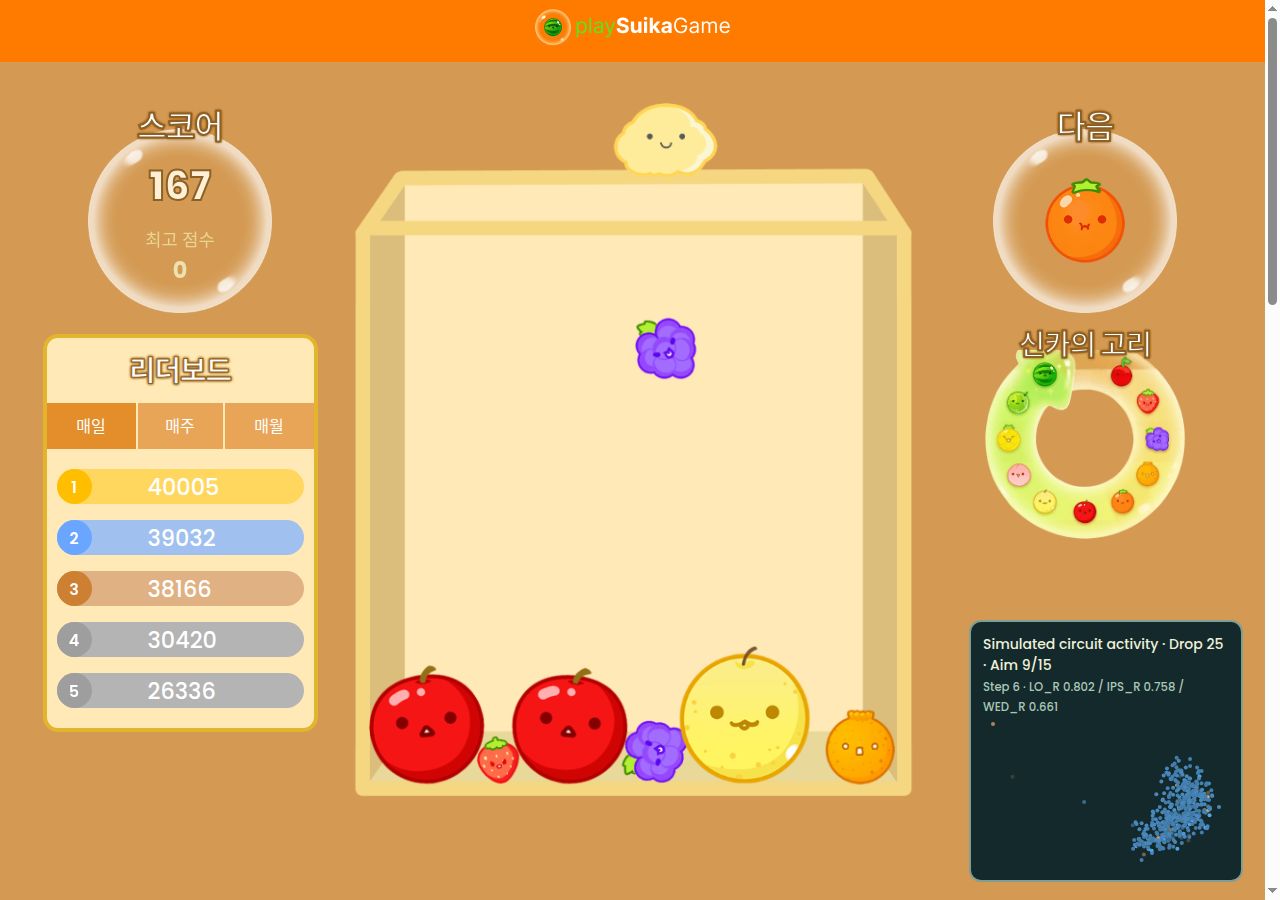 playSuikaGame
스코어
167
최고 점수
0
다음
신카의 고리
리더보드
매일 매주 매월
1 40005
2 39032
3 38166
4 30420
5 26336
Simulated circuit activity · Drop 25
· Aim 9/15
Step 6 · LO_R 0.802 / IPS_R 0.758 /
WED_R 0.661